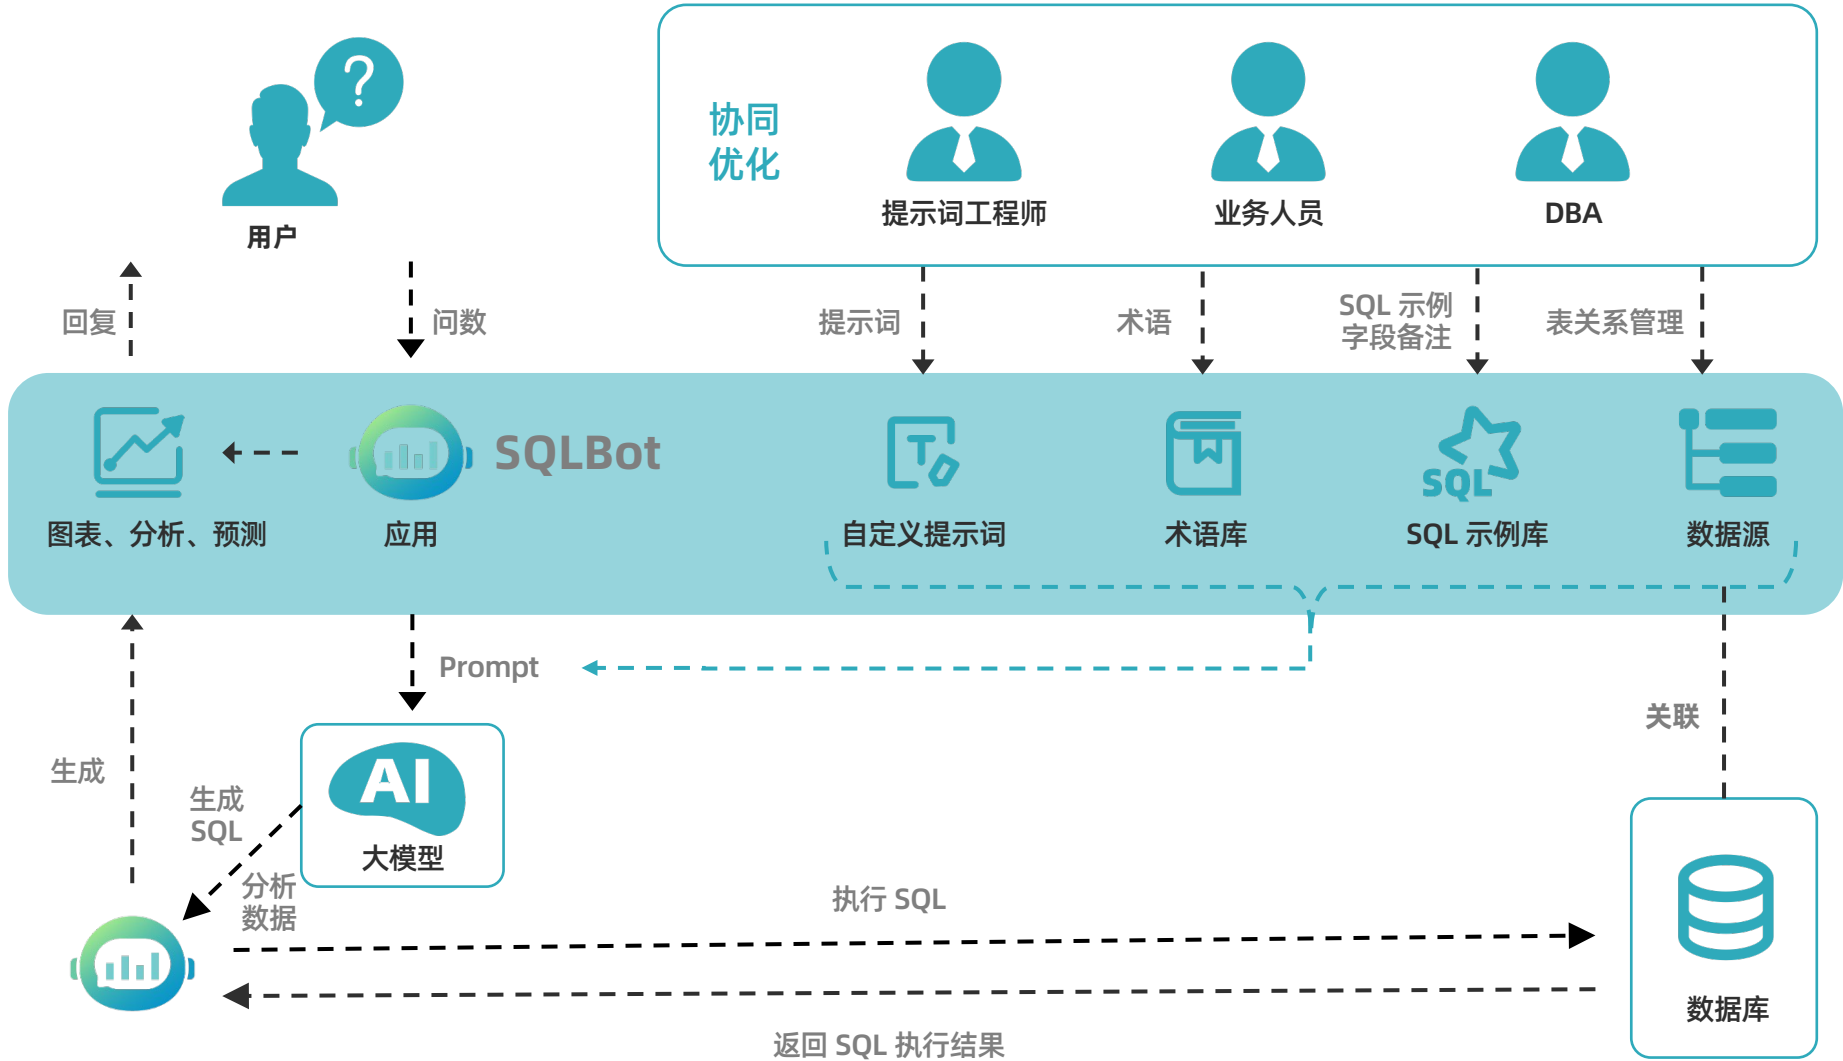 ?
用户
协同
优化
提示词工程师
业务人员
DBA
回复
问数
提示词
术语
SQL 示例
字段备注
表关系管理
SQLBot
T
SQL
图表、分析、预测
应用
自定义提示词
术语库
SQL 示例库
数据源
Prompt
关联
生成
生成
SQL
AI
大模型
分析
数据
执行 SQL
数据库
返回 SQL 执行结果